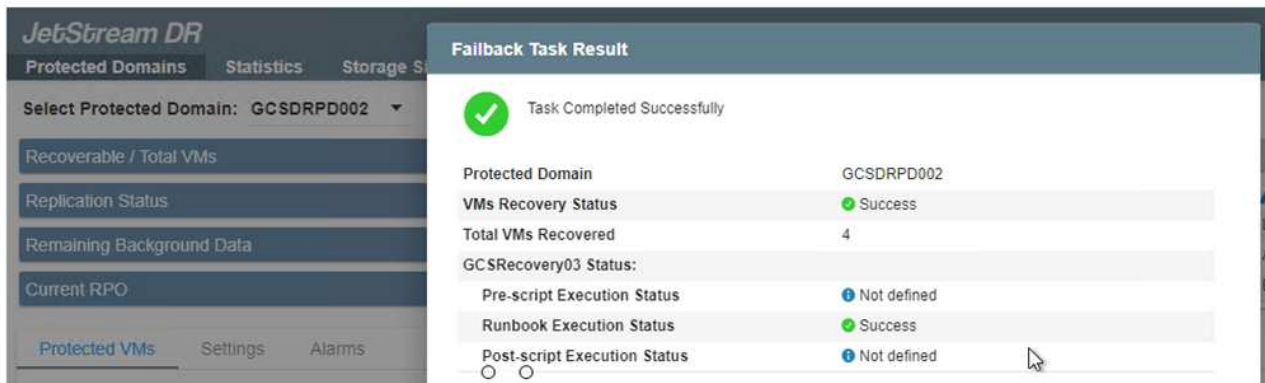 JetStream DR
Protected Domains Statistics Storage
Select Protected Domain: GCSDRPD002
Recoverable / Total VMs
Replication Status
Remaining Background Data
Current RPO
Protected VMs Settings Alarms
Failback Task Result
Task Completed Successfully
Protected Domain GCSDRPD002
VMs Recovery Status Success
Total VMs Recovered 4
GCSRecovery03 Status:
Pre-script Execution Status Not defined
Runbook Execution Status Success
Post-script Execution Status Not defined